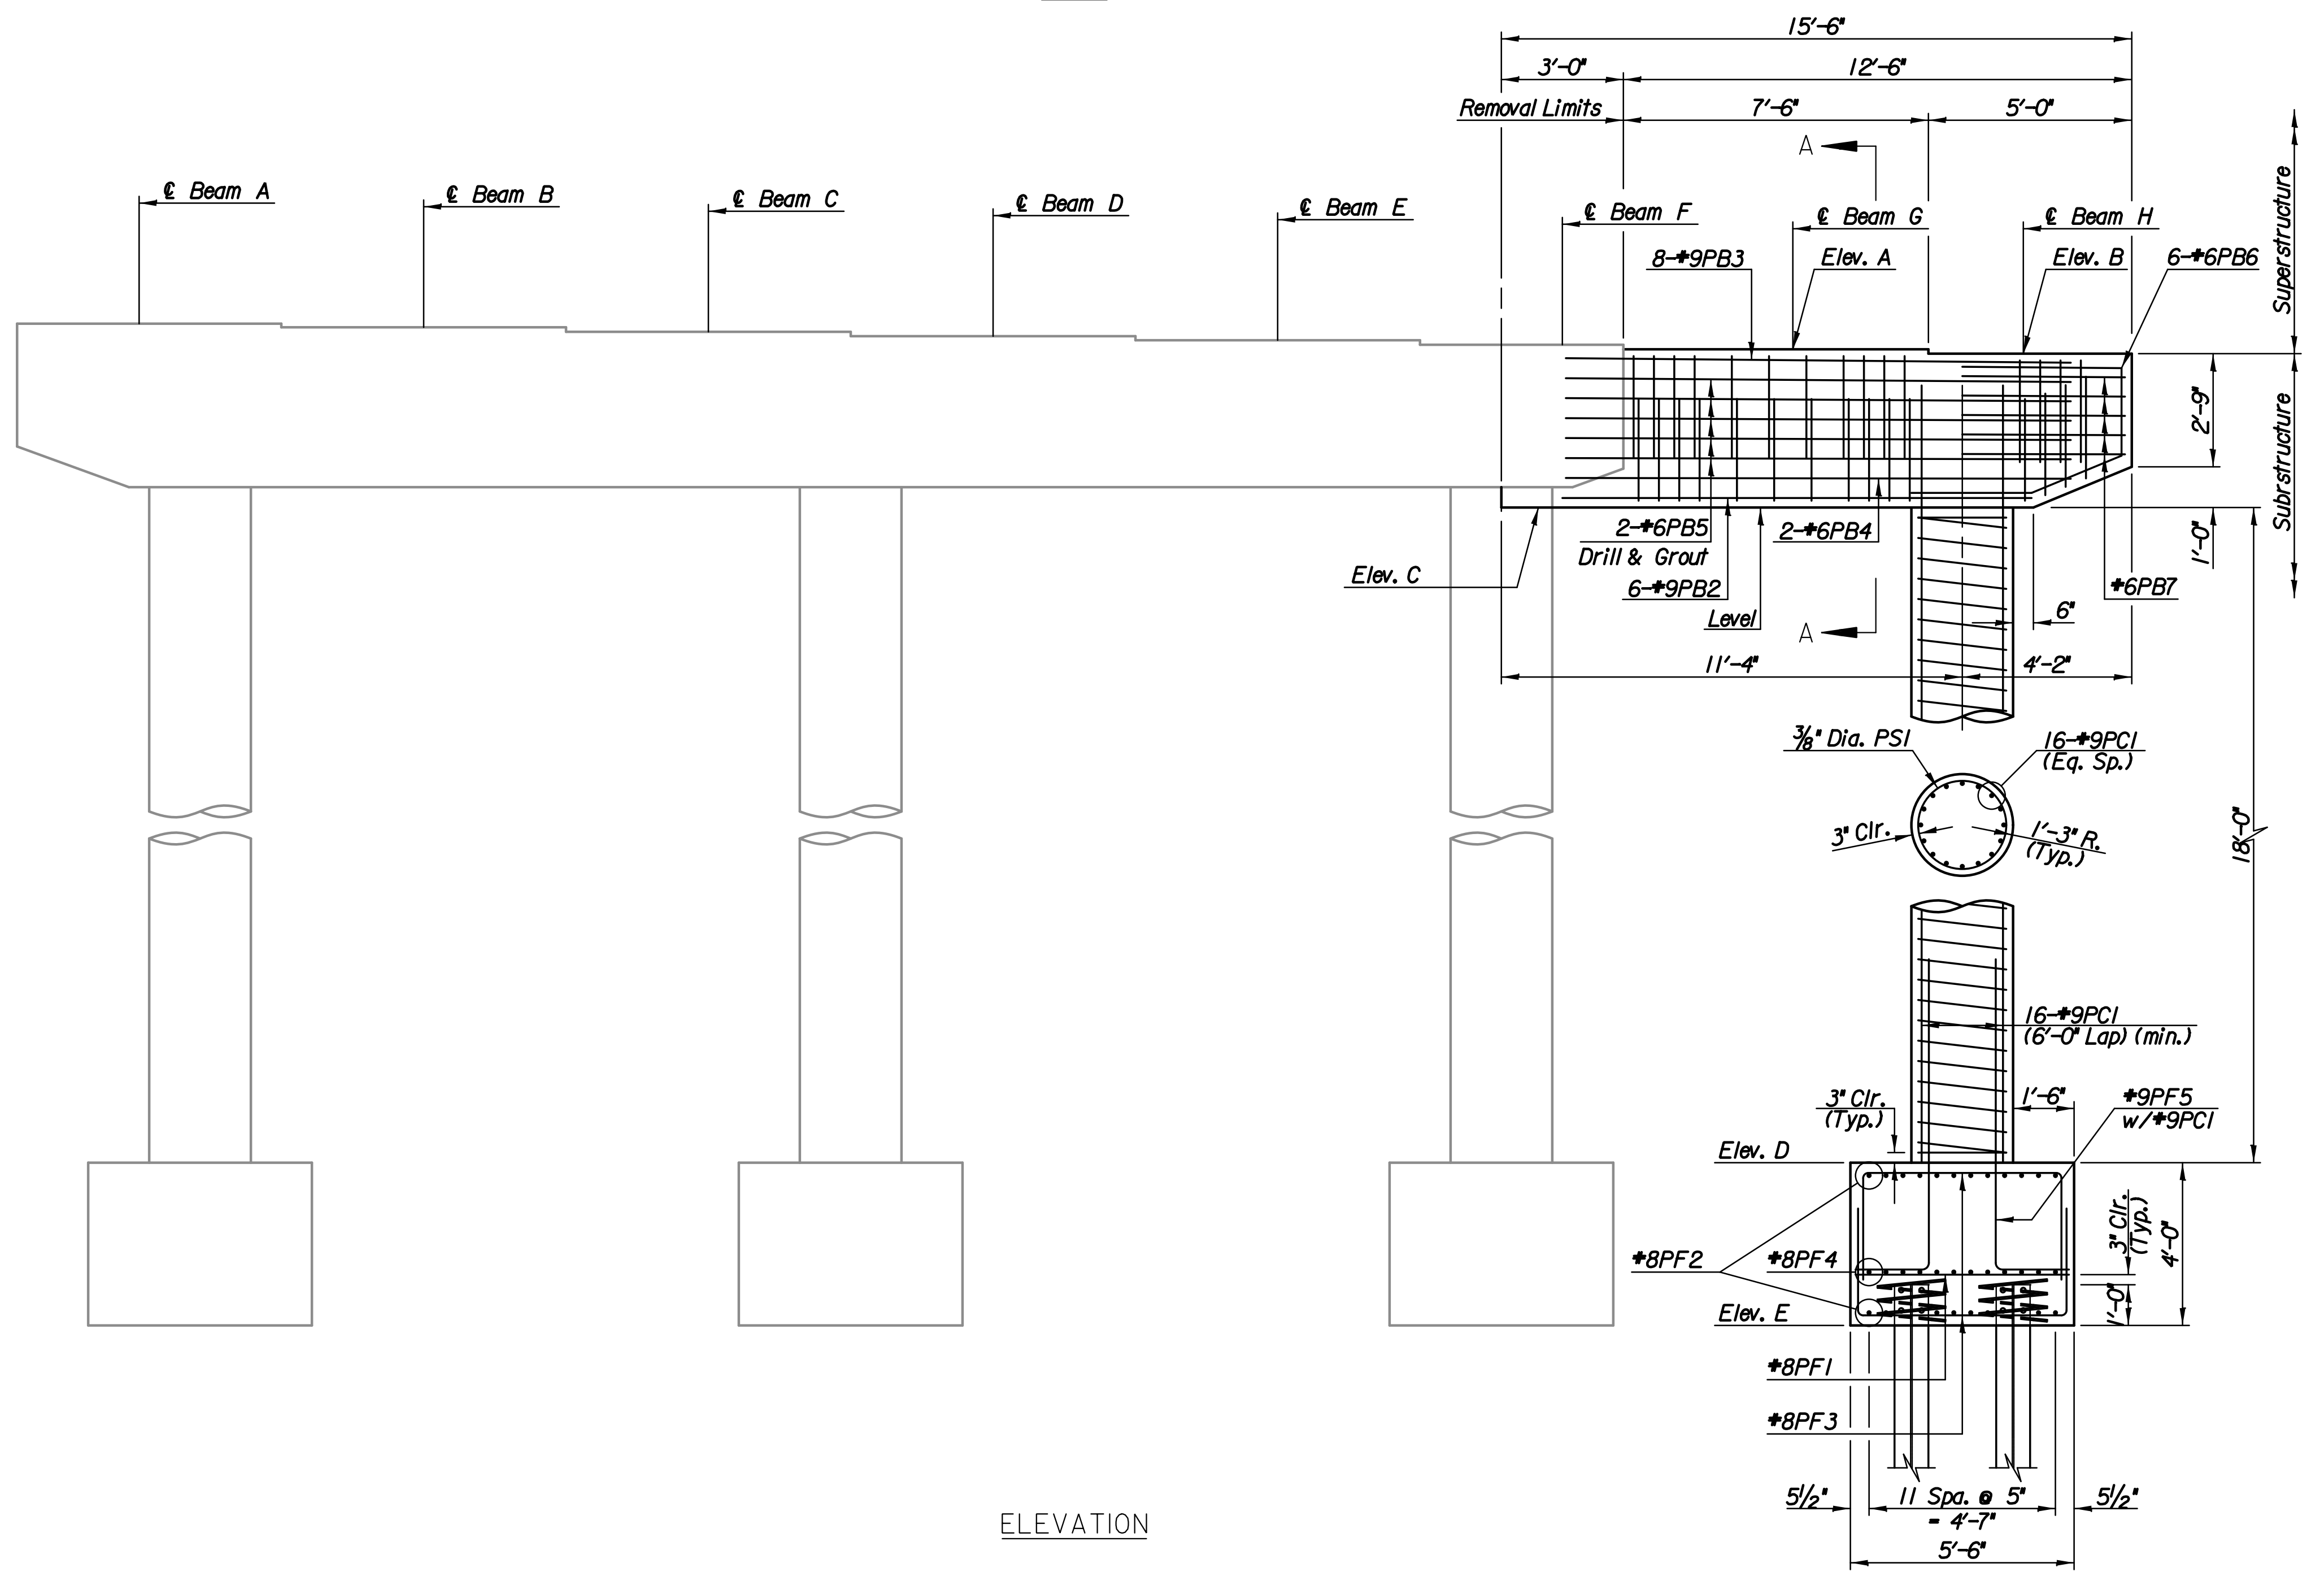 15'-6"
3'-0"
12'-6"
Removal Limits
7'-6"
5'-0"
A
Superstructure
℄ Beam A
℄ Beam B
℄ Beam C
℄ Beam D
℄ Beam E
℄ Beam F
℄ Beam G
℄ Beam H
8-#9PB3
Elev. A
Elev. B
6-#6PB6
2'-9"
Subrstructure
2-#6PB5
Drill & Grout
2-#6PB4
1'-0"
Elev. C
6-#9PB2
#6PB7
Level
A
6"
11'-4"
4'-2"
3/8" Dia. PS1
16-#9PC1
(Eq. Sp.)
3" Clr.
1'-3" R.
(Typ.)
18'-0"
16-#9PC1
(6'-0" Lap) (min.)
3" Clr.
(Typ.)
1'-6"
#9PF5
w/#9PC1
Elev. D
3" Clr.
(Typ.)
4'-0"
#8PF2
#8PF4
1'-0"
Elev. E
#8PF1
#8PF3
5½"
11 Spa. @ 5"
= 4'-7"
5½"
5'-6"
ELEVATION